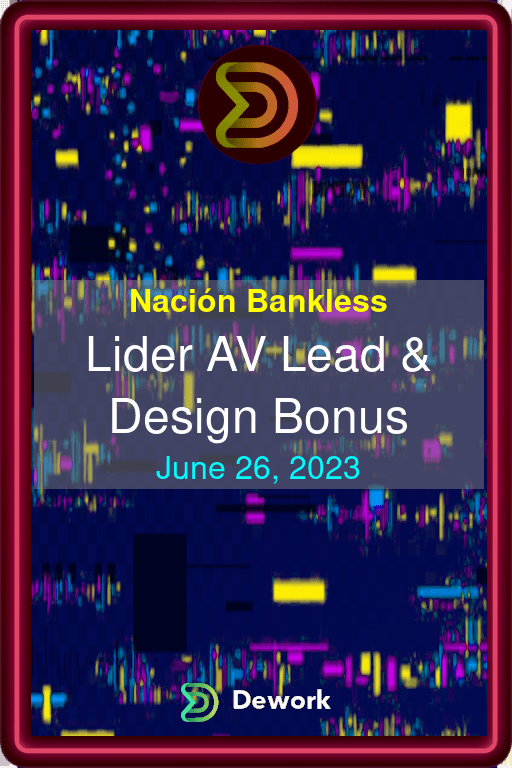 Nación Bankless
Lider AV Lead &
Design Bonus
June 26, 2023
Dework